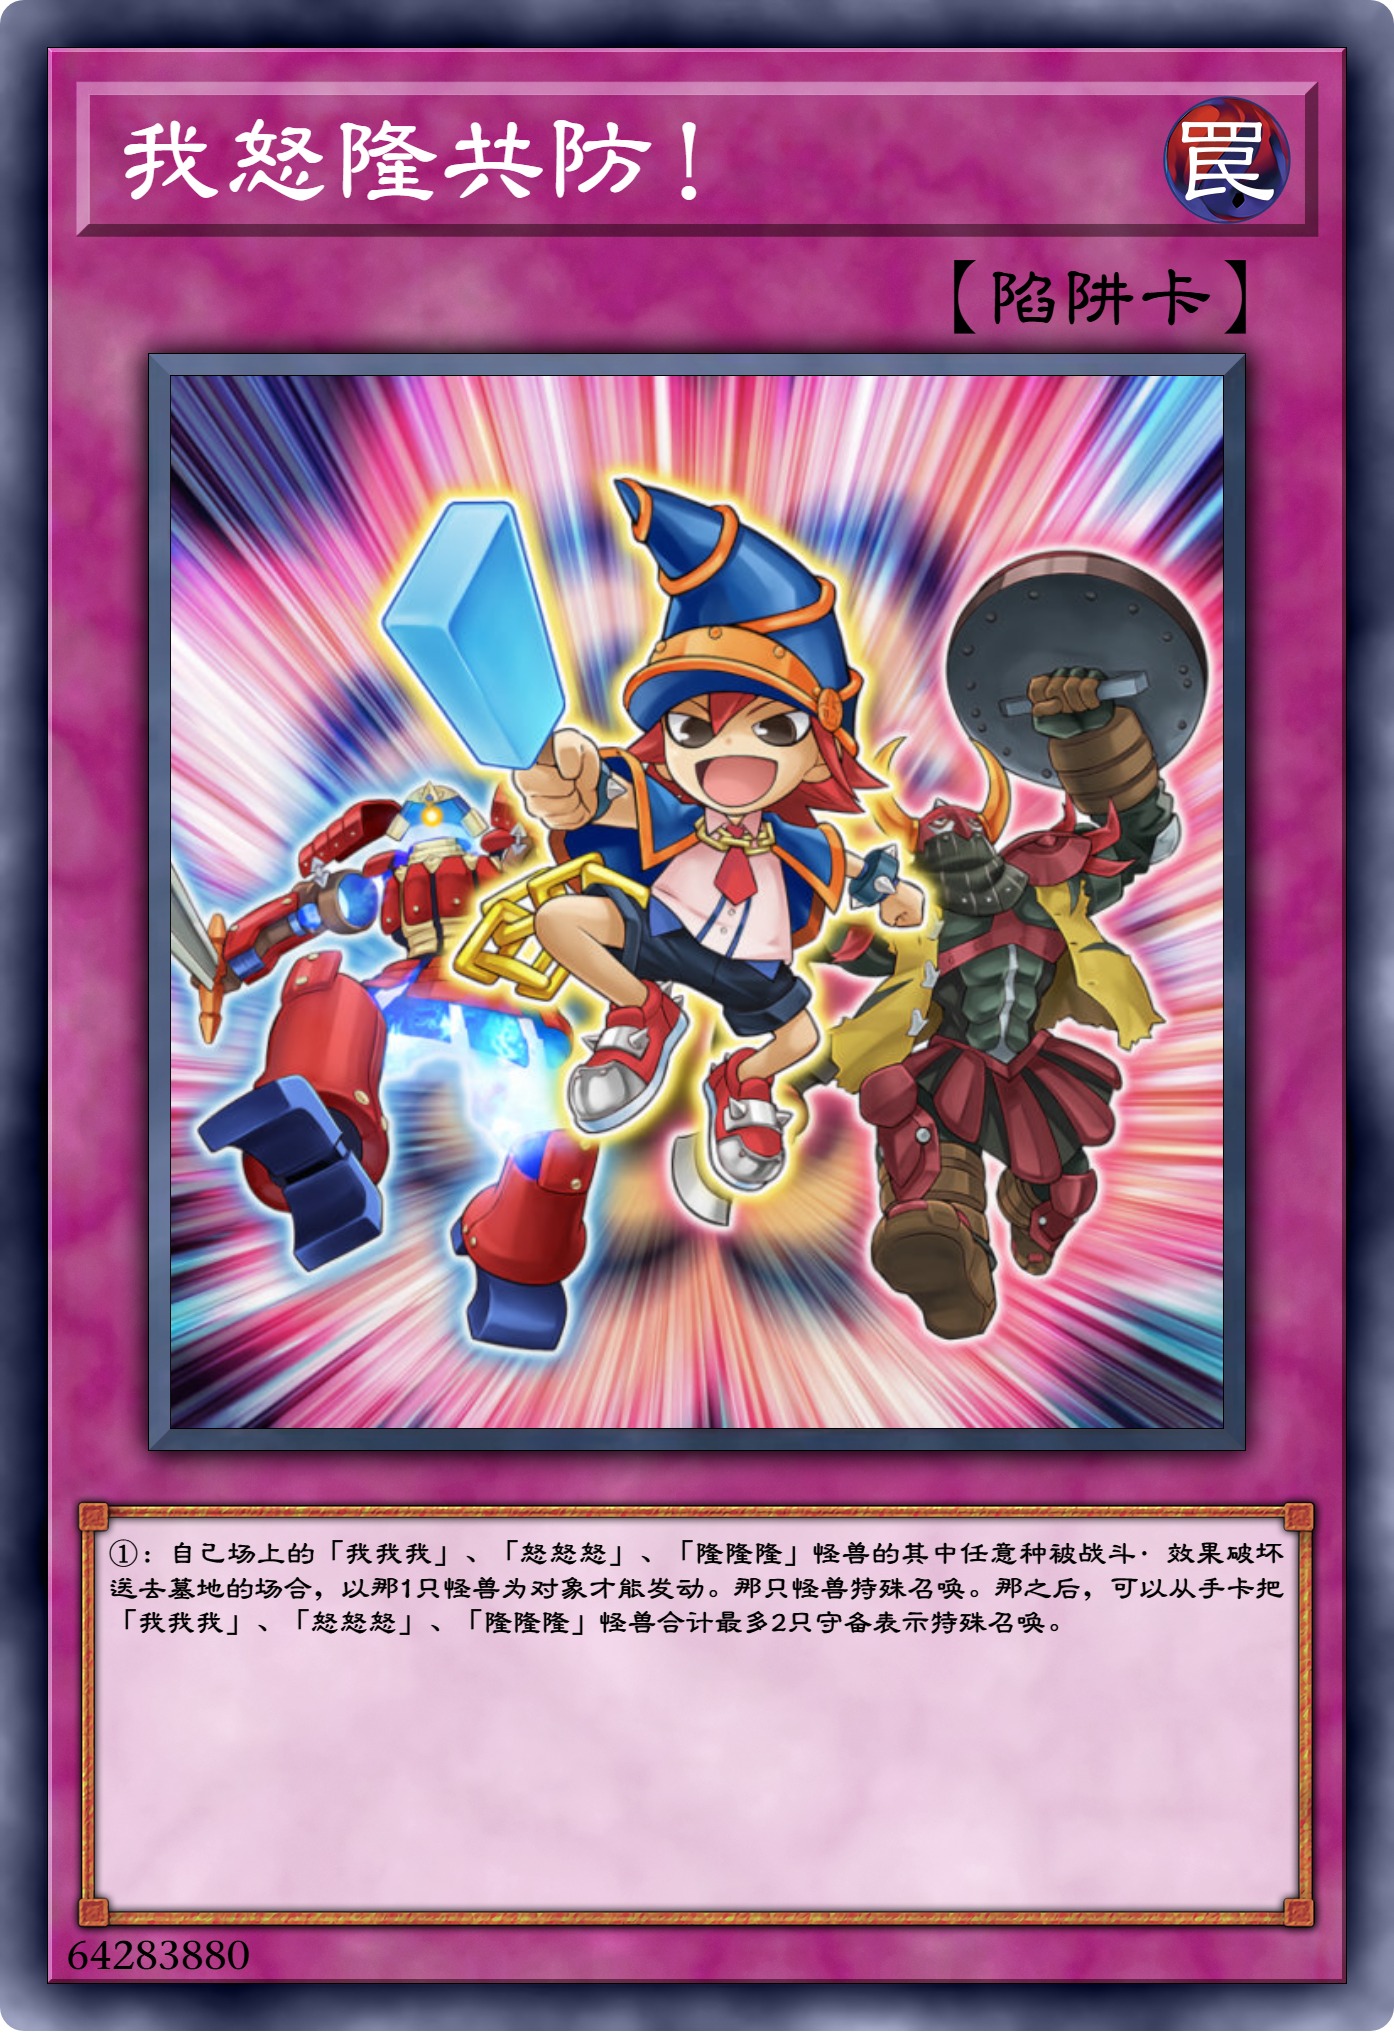 我怒隆共防！
罠
【陷阱卡】
①：自己场上的「我我我」、「怒怒怒」、「隆隆隆」怪兽的其中任意种被战斗·效果破坏
送去墓地的场合，以那1只怪兽为对象才能发动。那只怪兽特殊召唤。那之后，可以从手卡把
「我我我」、「怒怒怒」、「隆隆隆」怪兽合计最多2只守备表示特殊召唤。
64283880